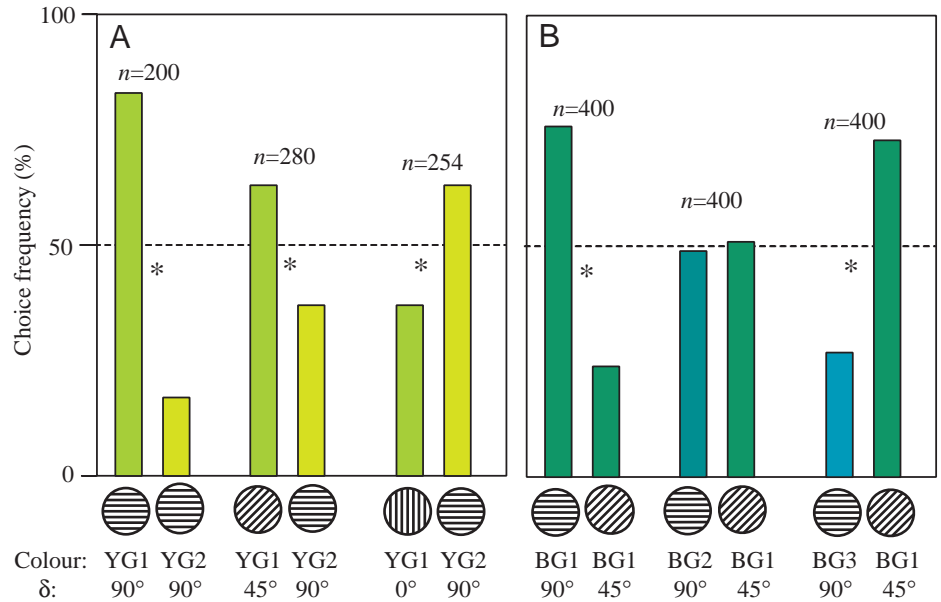 100
A
B
n=200
n=400
n=400
n=280
n=254
n=400
50
*
*
*
*
*
Choice frequency (%)
0
Colour: YG1 YG2 YG1 YG2 YG1 YG2 BG1 BG1 BG2 BG1 BG3 BG1
δ: 90° 90° 45° 90° 0° 90° 90° 45° 90° 45° 90° 45°